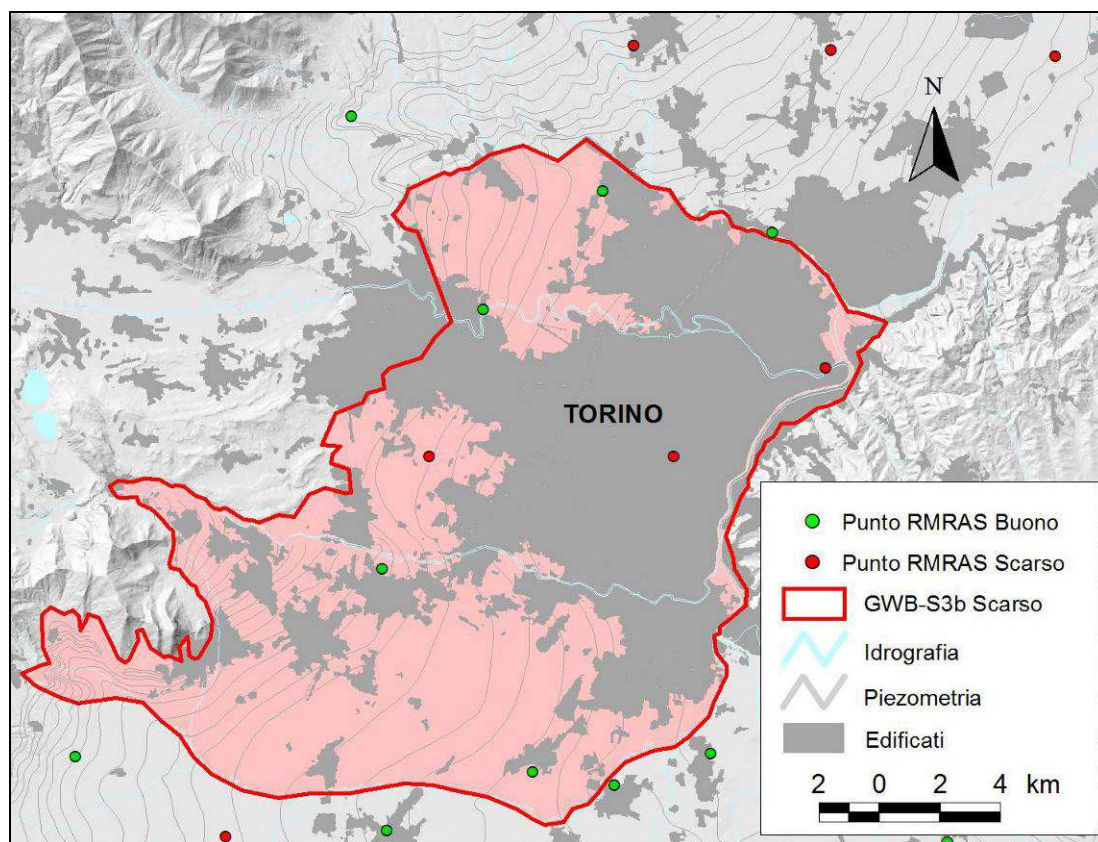 N
TORINO
Punto RMRAS Buono
Punto RMRAS Scarso
GWB-S3b Scarso
Idrografia
Piezometria
Edificati
2 0 2 4 km